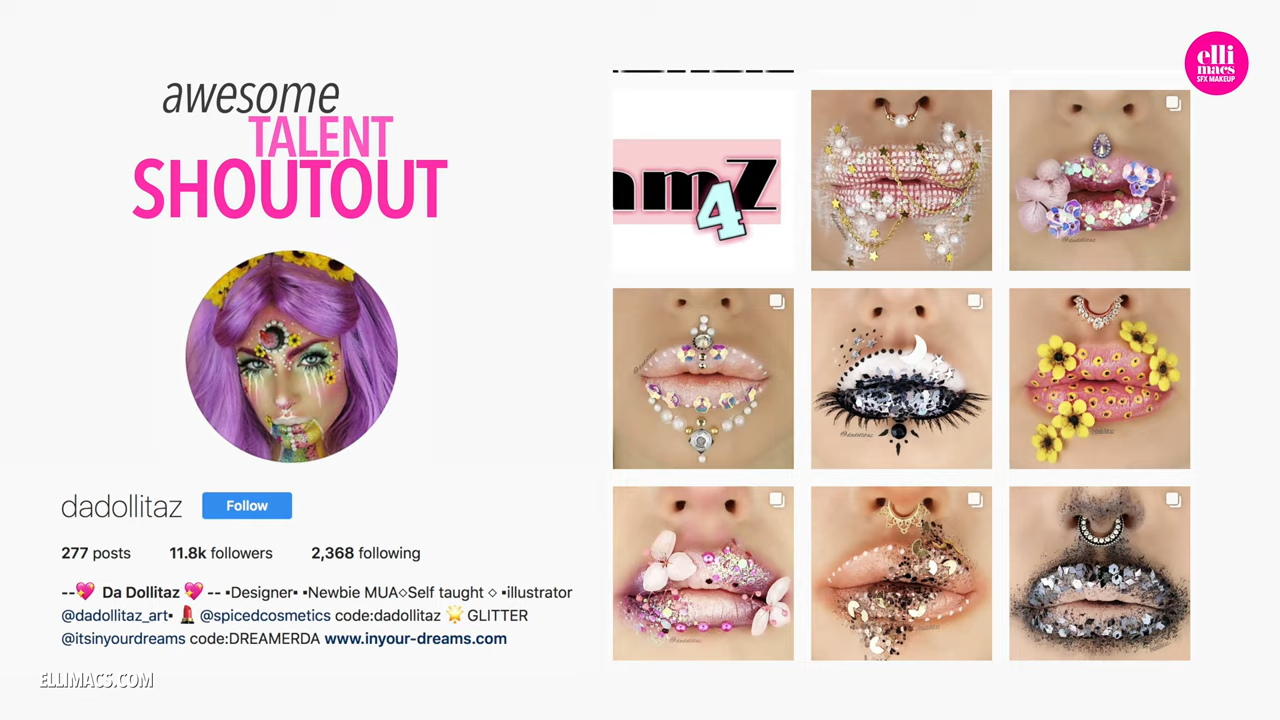 awesome
TALENT
SHOUTOUT
elli
macs
SFX MAKEUP
mZ
4
dadollitaz
Follow
277 posts 11.8k followers 2,368 following
--💖 Da Dollitaz 💖 -- ▪Designer▪ ▪Newbie MUA◇Self taught ◇ ▪illustrator
@dadollitaz_art▪ 💄 @spicedcosmetics code:dadollitaz 🌟 GLITTER
@itsinyourdreams code:DREAMERDA www.inyour-dreams.com
ELLIMACS.COM